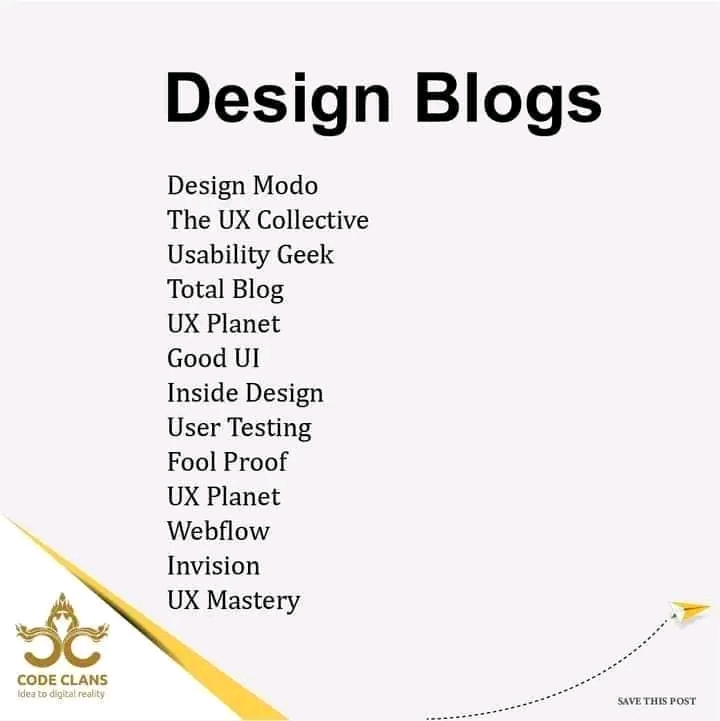 Design Blogs
Design Modo
The UX Collective
Usability Geek
Total Blog
UX Planet
Good UI
Inside Design
User Testing
Fool Proof
UX Planet
Webflow
Invision
UX Mastery
CODE CLANS
Idea to digital reality
SAVE THIS POST